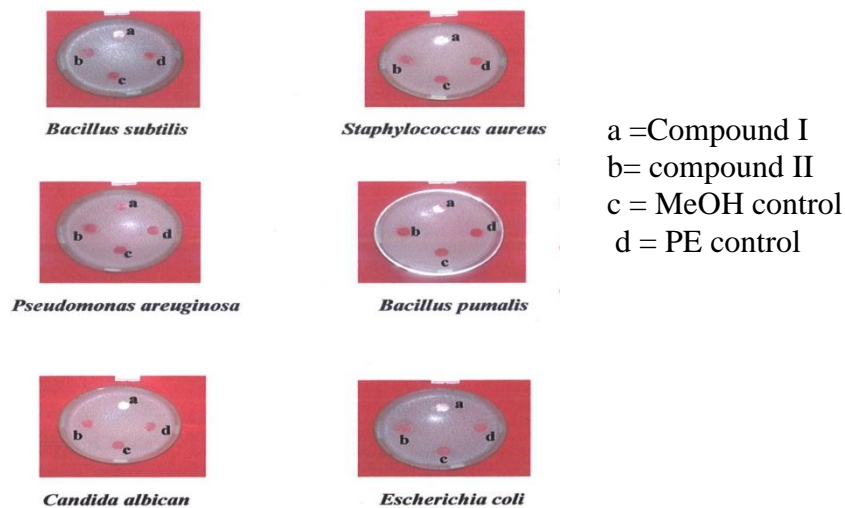 a
b
d
c
Bacillus subtilis
a
b
d
c
Staphylococcus aureus
a =Compound I
b= compound II
c = MeOH control
d = PE control
a
b
d
c
Pseudomonas areuginosa
a
b
d
c
Bacillus pumalis
a
b
d
c
Candida albican
a
b
d
c
Escherichia coli